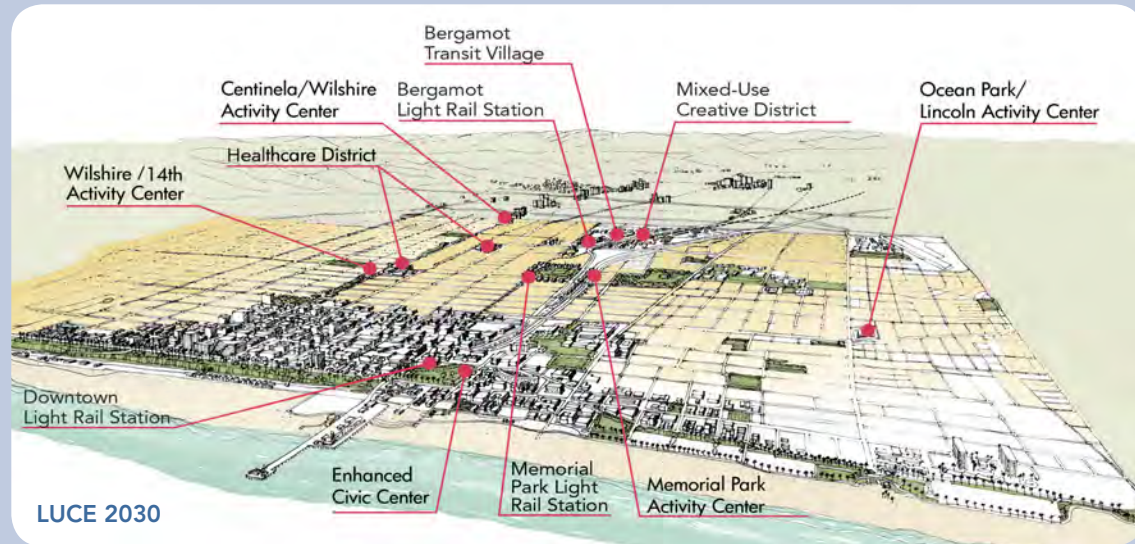 Bergamot
Transit Village
Centinela/Wilshire
Activity Center
Bergamot
Light Rail Station
Mixed-Use
Creative District
Ocean Park/
Lincoln Activity Center
Healthcare District
Wilshire /14th
Activity Center
Downtown
Light Rail Station
Enhanced
Civic Center
Memorial
Park Light
Rail Station
Memorial Park
Activity Center
LUCE 2030